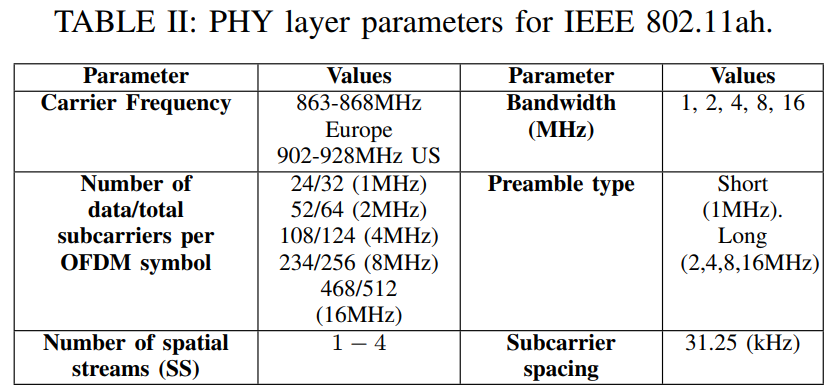 TABLE II: PHY layer parameters for IEEE 802.11ah.
Parameter Values Parameter Values
Carrier Frequency 863-868MHz Bandwidth 1, 2, 4, 8, 16
Europe (MHz)
902-928MHz US
Number of 24/32 (1MHz) Preamble type Short
data/total 52/64 (2MHz) (1MHz).
subcarriers per 108/124 (4MHz) Long
OFDM symbol 234/256 (8MHz) (2,4,8,16MHz)
468/512
(16MHz)
Number of spatial 1 − 4 Subcarrier 31.25 (kHz)
streams (SS) spacing